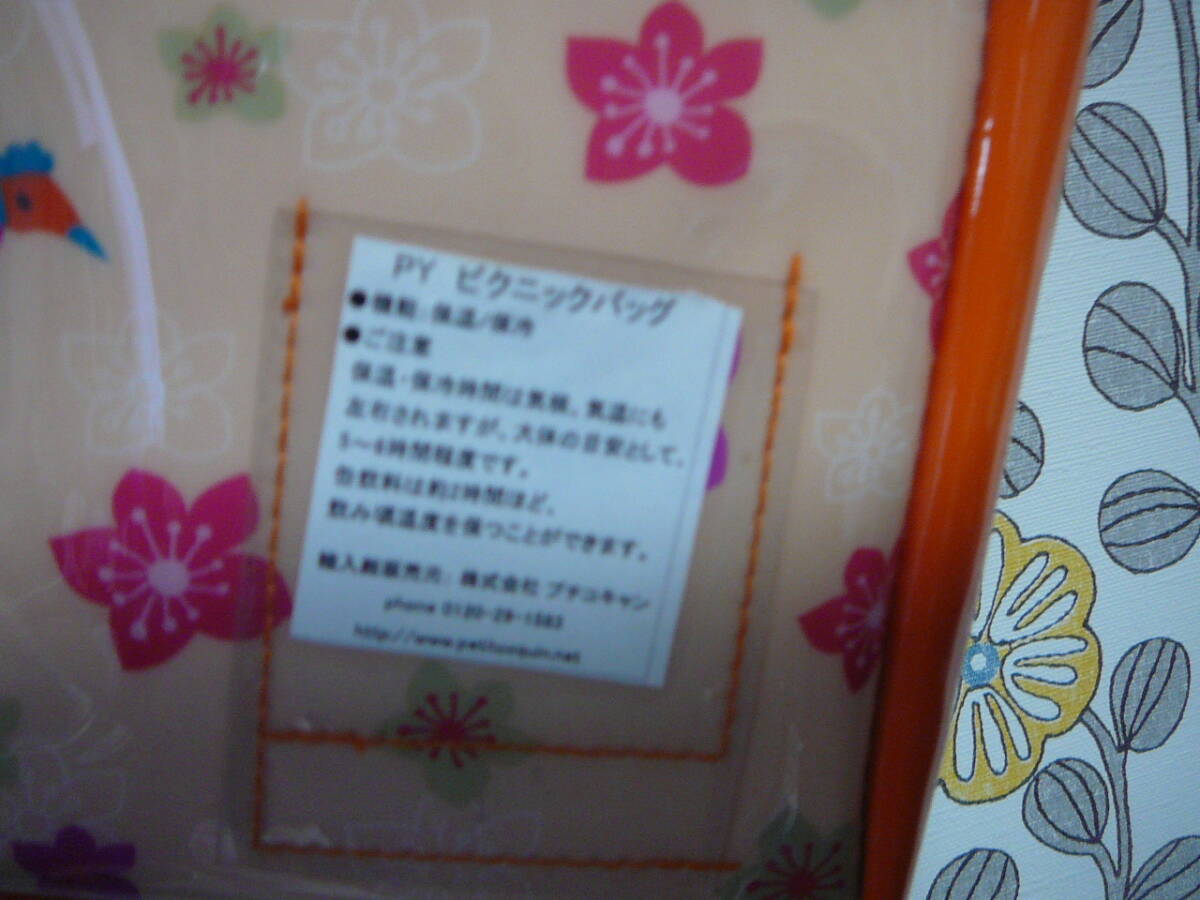 PY ピクニックバッグ
●機能：保温/保冷
●ご注意
保温・保冷時間は気候、気温にも
左右されますが、大体の目安として、
5～6時間程度です。
缶飲料は約2時間ほど、
飲み頃温度を保つことができます。
輸入総販売元：株式会社 プチコキャン
phone 0120-29-1563
http://www.petitcoquin.net